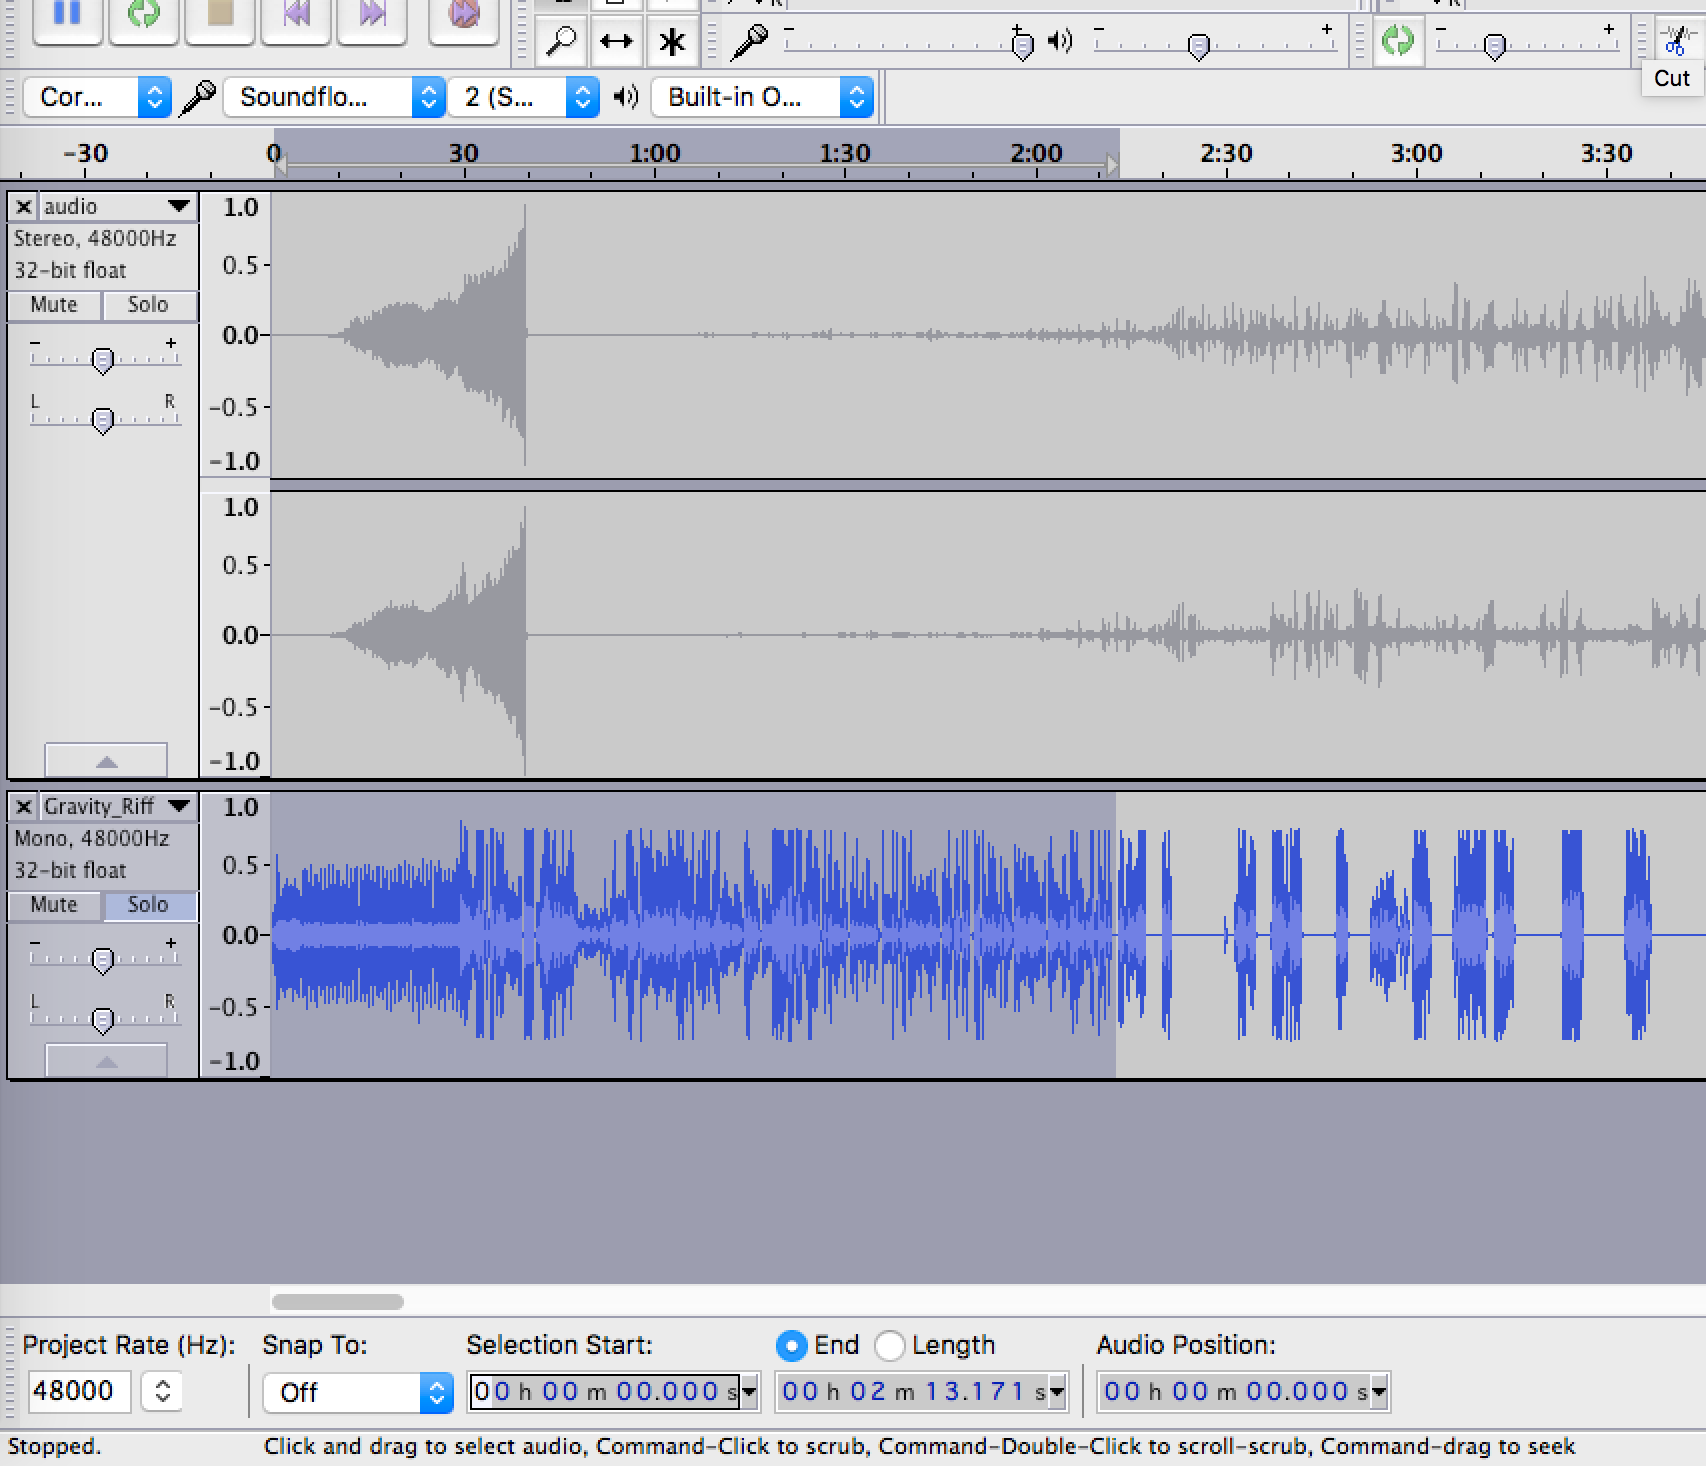 Cut
Cor... Soundflo... 2 (S... Built-in O...
-30 0 30 1:00 1:30 2:00 2:30 3:00 3:30
audio
Stereo, 48000Hz
32-bit float
Mute Solo
- +
L R
1.0
0.5
0.0
-0.5
-1.0
1.0
0.5
0.0
-0.5
-1.0
Gravity_Riff
Mono, 48000Hz
32-bit float
Mute Solo
- +
L R
1.0
0.5
0.0
-0.5
-1.0
Project Rate (Hz): Snap To: Selection Start: End Length Audio Position:
48000 Off 00 h 00 m 00.000 s 00 h 02 m 13.171 s 00 h 00 m 00.000 s
Stopped. Click and drag to select audio, Command-Click to scrub, Command-Double-Click to scroll-scrub, Command-drag to seek